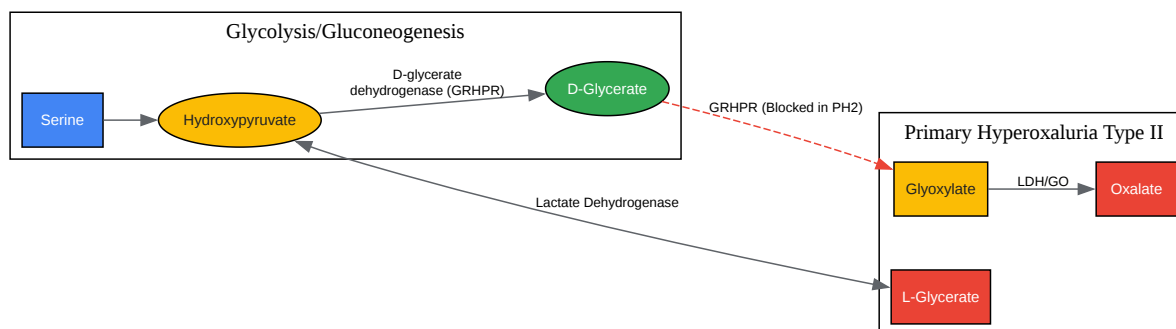 Glycolysis/Gluconeogenesis
Serine
Hydroxypyruvate
D-glycerate
dehydrogenase (GRHPR)
D-Glycerate
GRHPR (Blocked in PH2)
Primary Hyperoxaluria Type II
Glyoxylate
LDH/GO
Oxalate
Lactate Dehydrogenase
L-Glycerate